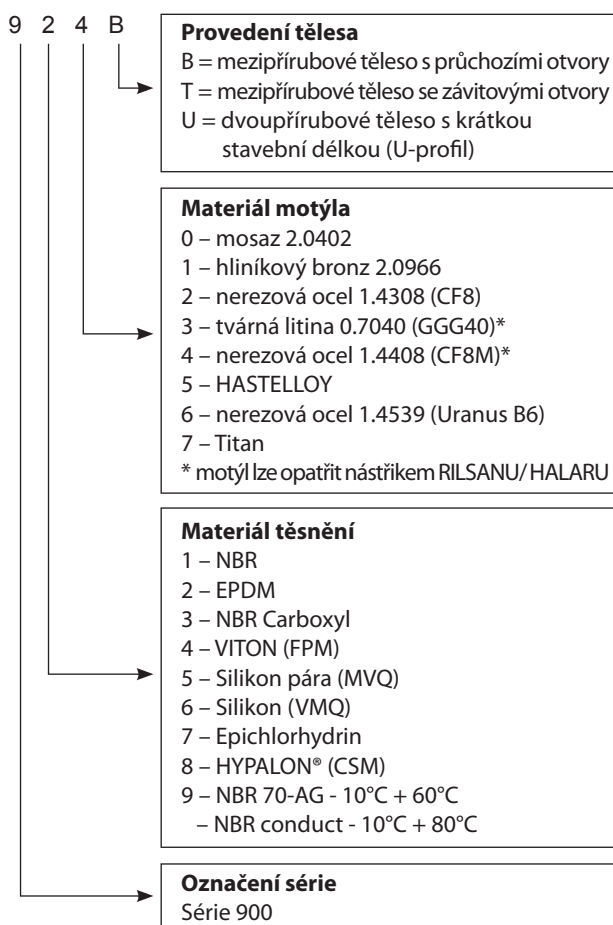 9 2 4 B
Provedení tělesa
B = mezipřírubové těleso s průchozími otvory
T = mezipřírubové těleso se závitovými otvory
U = dvoupřírubové těleso s krátkou
stavební délkou (U-profil)
Materiál motýla
0 – mosaz 2.0402
1 – hliníkový bronz 2.0966
2 – nerezová ocel 1.4308 (CF8)
3 – tvárná litina 0.7040 (GGG40)*
4 – nerezová ocel 1.4408 (CF8M)*
5 – HASTELLOY
6 – nerezová ocel 1.4539 (Uranus B6)
7 – Titan
* motýl lze opatřit nástřikem RILSANU/ HALARU
Materiál těsnění
1 – NBR
2 – EPDM
3 – NBR Carboxyl
4 – VITON (FPM)
5 – Silikon pára (MVQ)
6 – Silikon (VMQ)
7 – Epichlorhydrin
8 – HYPALON® (CSM)
9 – NBR 70-AG - 10°C + 60°C
– NBR conduct - 10°C + 80°C
Označení série
Série 900